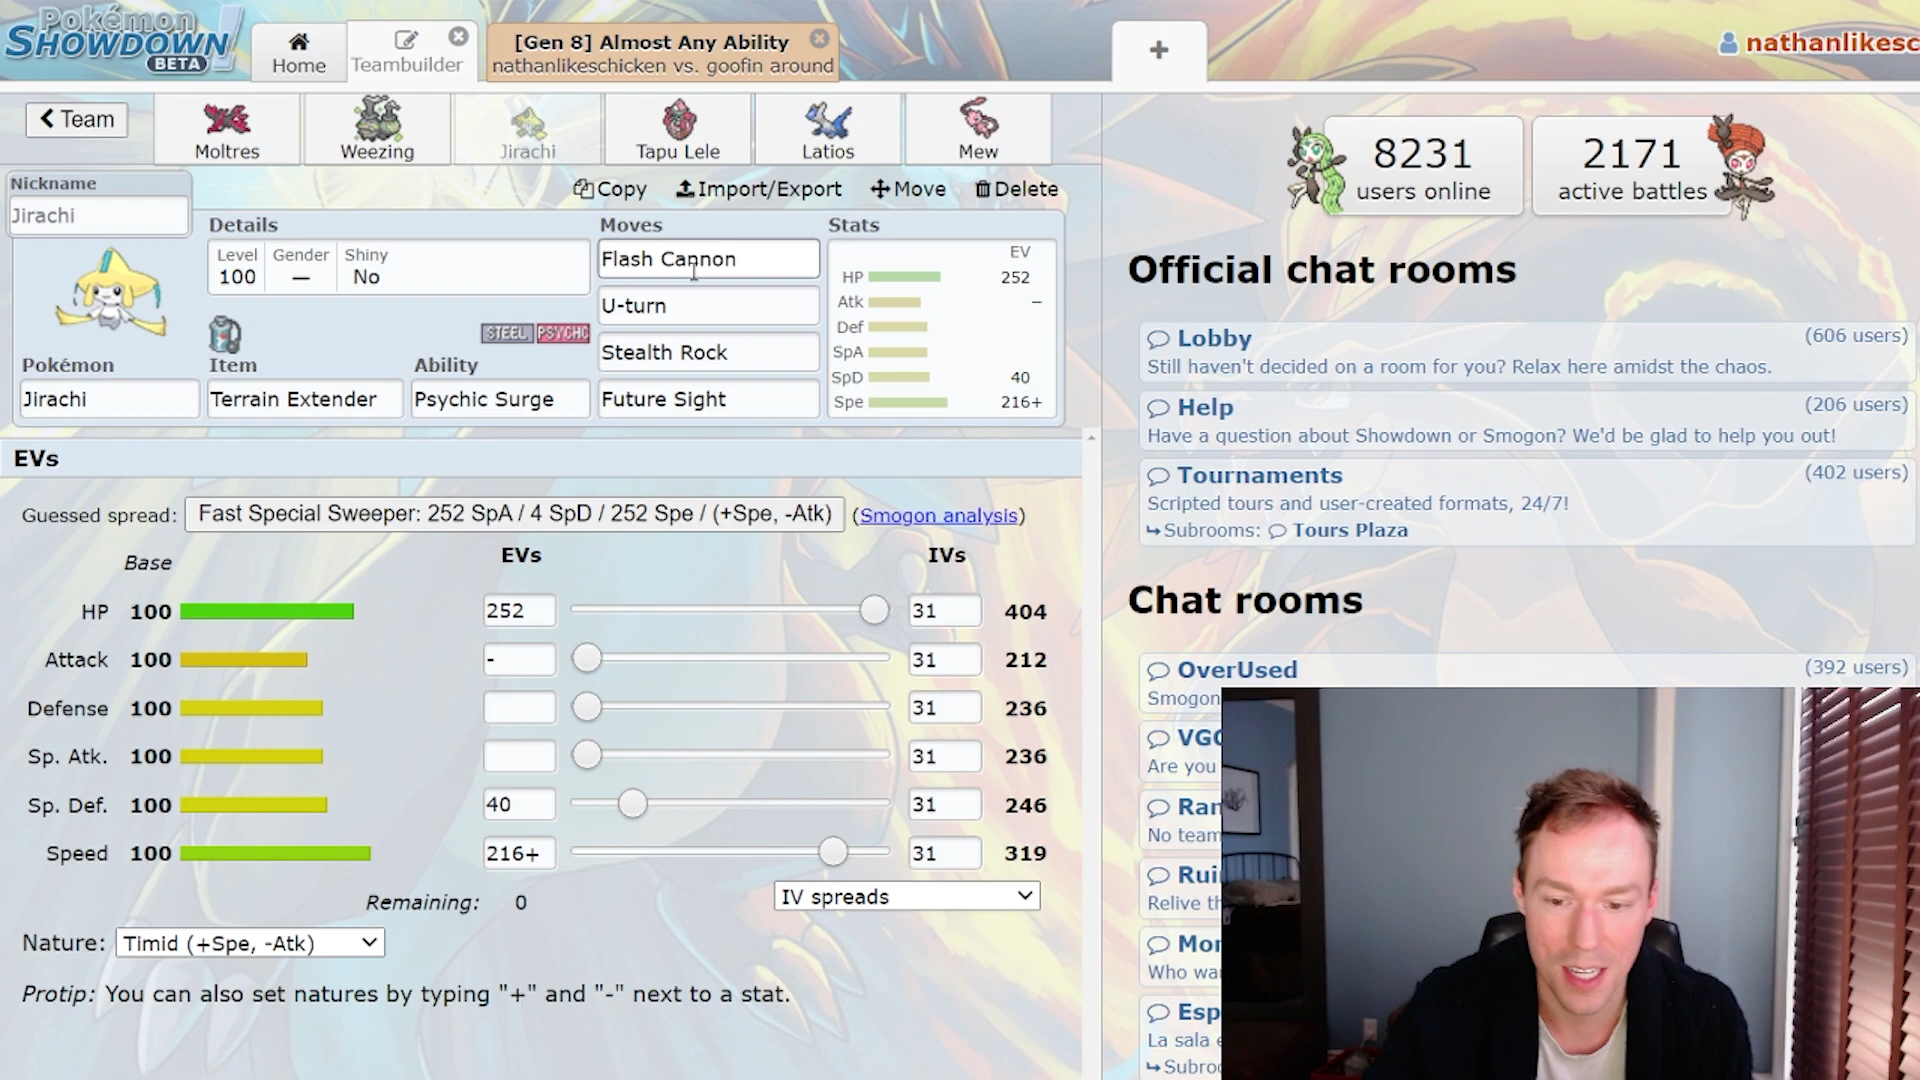 Pokémon
SHOWDOWN!
BETA
Home
Teambuilder
[Gen 8] Almost Any Ability
nathanlikeschicken vs. goofin around
+
nathanlikesc
Team
Moltres
Weezing
Jirachi
Tapu Lele
Latios
Mew
8231
users online
2171
active battles
Copy
Import/Export
Move
Delete
Nickname
Jirachi
Details
Level
100
Gender
—
Shiny
No
STEEL PSYCHC
Pokémon
Jirachi
Item
Terrain Extender
Ability
Psychic Surge
Moves
Flash Cannon
U-turn
Stealth Rock
Future Sight
Stats
EV
HP 252
Atk –
Def
SpA
SpD 40
Spe 216+
EVs
Guessed spread: Fast Special Sweeper: 252 SpA / 4 SpD / 252 Spe / (+Spe, -Atk) (Smogon analysis)
Base EVs IVs
HP 100 252 31 404
Attack 100 - 31 212
Defense 100 31 236
Sp. Atk. 100 31 236
Sp. Def. 100 40 31 246
Speed 100 216+ 31 319
Remaining: 0
IV spreads
Nature: Timid (+Spe, -Atk)
Protip: You can also set natures by typing "+" and "-" next to a stat.
Official chat rooms
Lobby (606 users)
Still haven't decided on a room for you? Relax here amidst the chaos.
Help (206 users)
Have a question about Showdown or Smogon? We'd be glad to help you out!
Tournaments (402 users)
Scripted tours and user-created formats, 24/7!
Subrooms: Tours Plaza
Chat rooms
OverUsed (392 users)
Smogon
VGC
Are you
Ran
No team
Rui
Relive th
Mor
Who wa
Esp
La sala e
Subroo